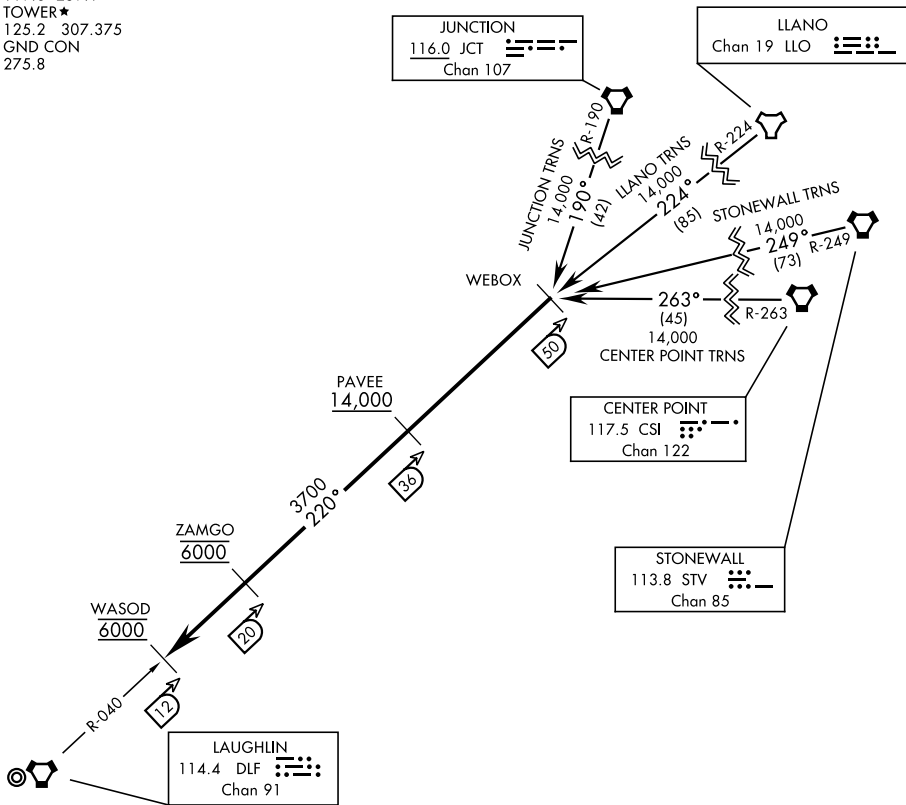 TOWER★
125.2 307.375
GND CON
275.8
JUNCTION
116.0 JCT
Chan 107
LLANO
Chan 19 LLO
R-190
JUNCTION TRNS
14,000
190°
(42)
R-224
LLANO TRNS
14,000
224°
(85)
STONEWALL TRNS
14,000
249°
(73)
R-249
WEBOX
263°
(45)
14,000
R-263
CENTER POINT TRNS
50
PAVEE
14,000
36
CENTER POINT
117.5 CSI
Chan 122
3700
220°
ZAMGO
6000
20
STONEWALL
113.8 STV
Chan 85
WASOD
6000
12
R-040
LAUGHLIN
114.4 DLF
Chan 91